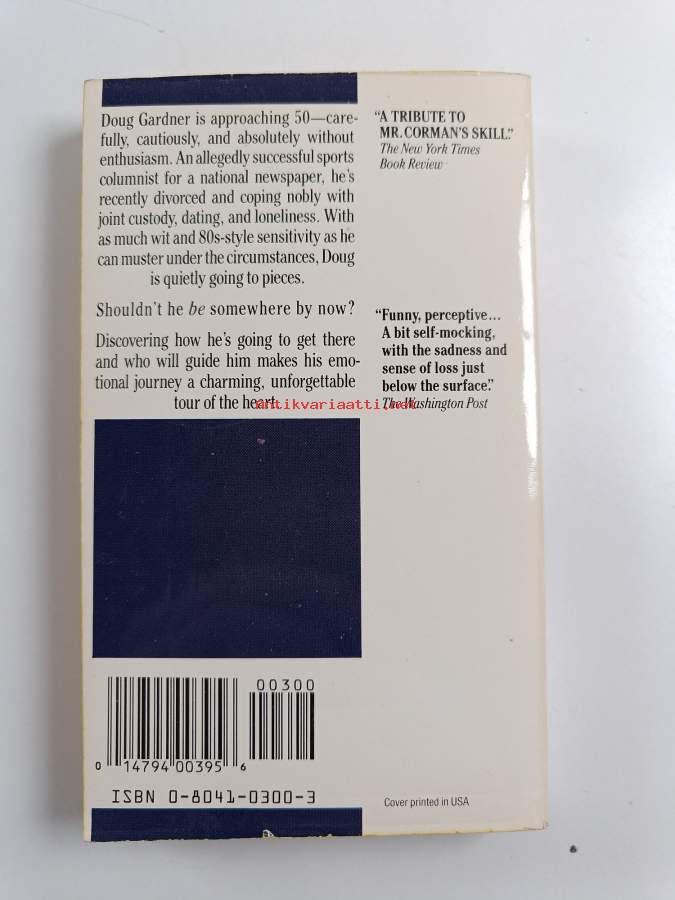 Doug Gardner is approaching 50—care-
fully, cautiously, and absolutely without
enthusiasm. An allegedly successful sports
columnist for a national newspaper, he's
recently divorced and coping nobly with
joint custody, dating, and loneliness. With
as much wit and 80s-style sensitivity as he
can muster under the circumstances, Doug
is quietly going to pieces.
Shouldn't he be somewhere by now?
Discovering how he's going to get there
and who will guide him makes his emo-
tional journey a charming, unforgettable
tour of the heart.
antikvariaatti.net
"A TRIBUTE TO
MR. CORMAN'S SKILL."
The New York Times
Book Review
"Funny, perceptive...
A bit self-mocking,
with the sadness and
sense of loss just
below the surface."
The Washington Post
00300
0 14794 00395 6
ISBN 0-8041-0300-3
Cover printed in USA